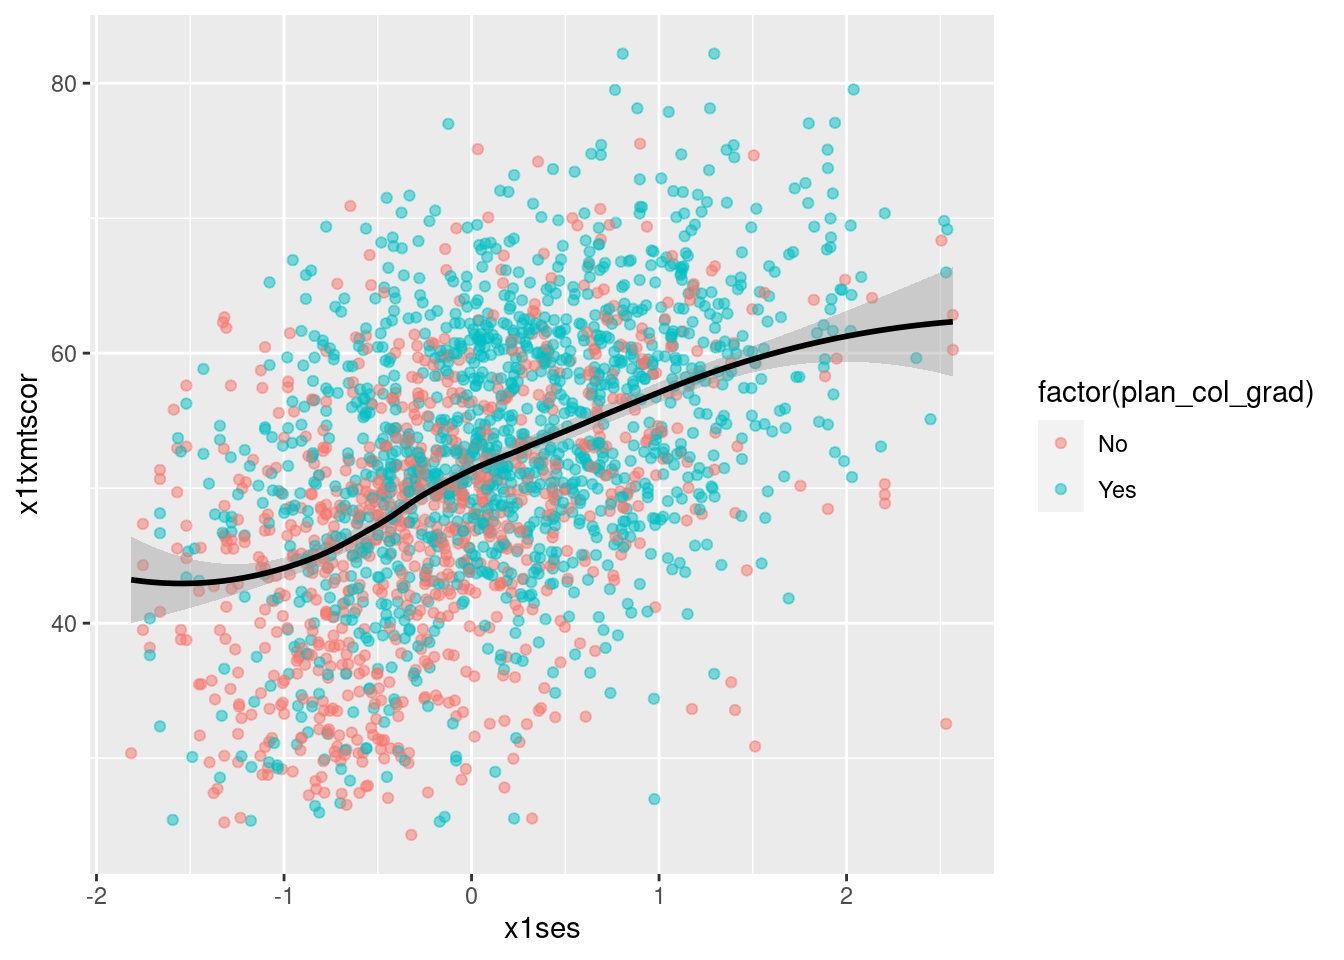 80
60
40
x1txmtscor
-2 -1 0 1 2
x1ses
factor(plan_col_grad)
No
Yes